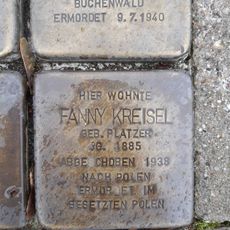 BUCHENWALD
ERMORDET 9.7.1940
HIER WOHNTE
FANNY KREISEL
GEB. PLATZER
JG. 1885
ABGESCHOBEN 1938
NACH POLEN
ERMORDET IM
BESETZTEN POLEN